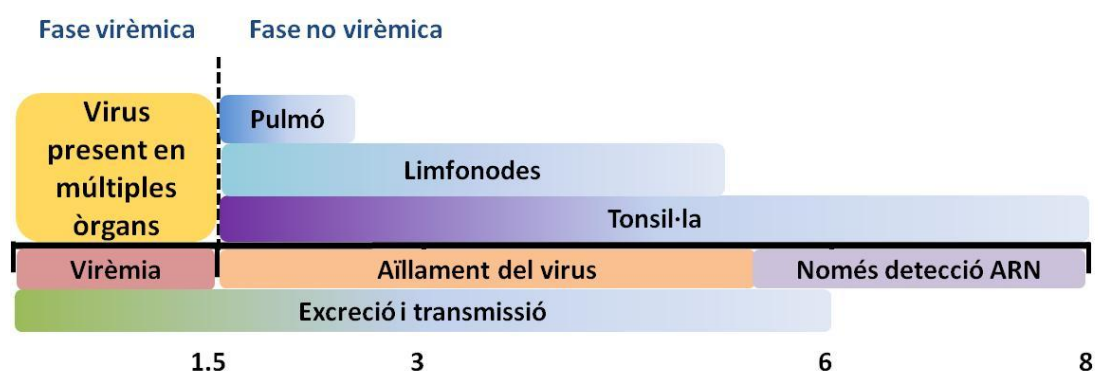 Fase virèmica
Fase no virèmica
Virus
present en
múltiples
òrgans
Pulmó
Limfonodes
Tonsil·la
Virèmia
Aïllament del virus
Només detecció ARN
Excreció i transmissió
1.5
3
6
8